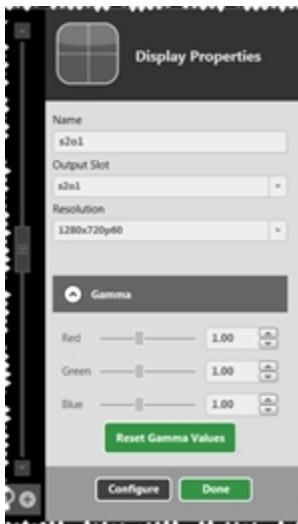 Display Properties
Name
s2o1
Output Slot
s2o1
Resolution
1280x720p60
Gamma
Red 1.00
Green 1.00
Blue 1.00
Reset Gamma Values
Configure Done